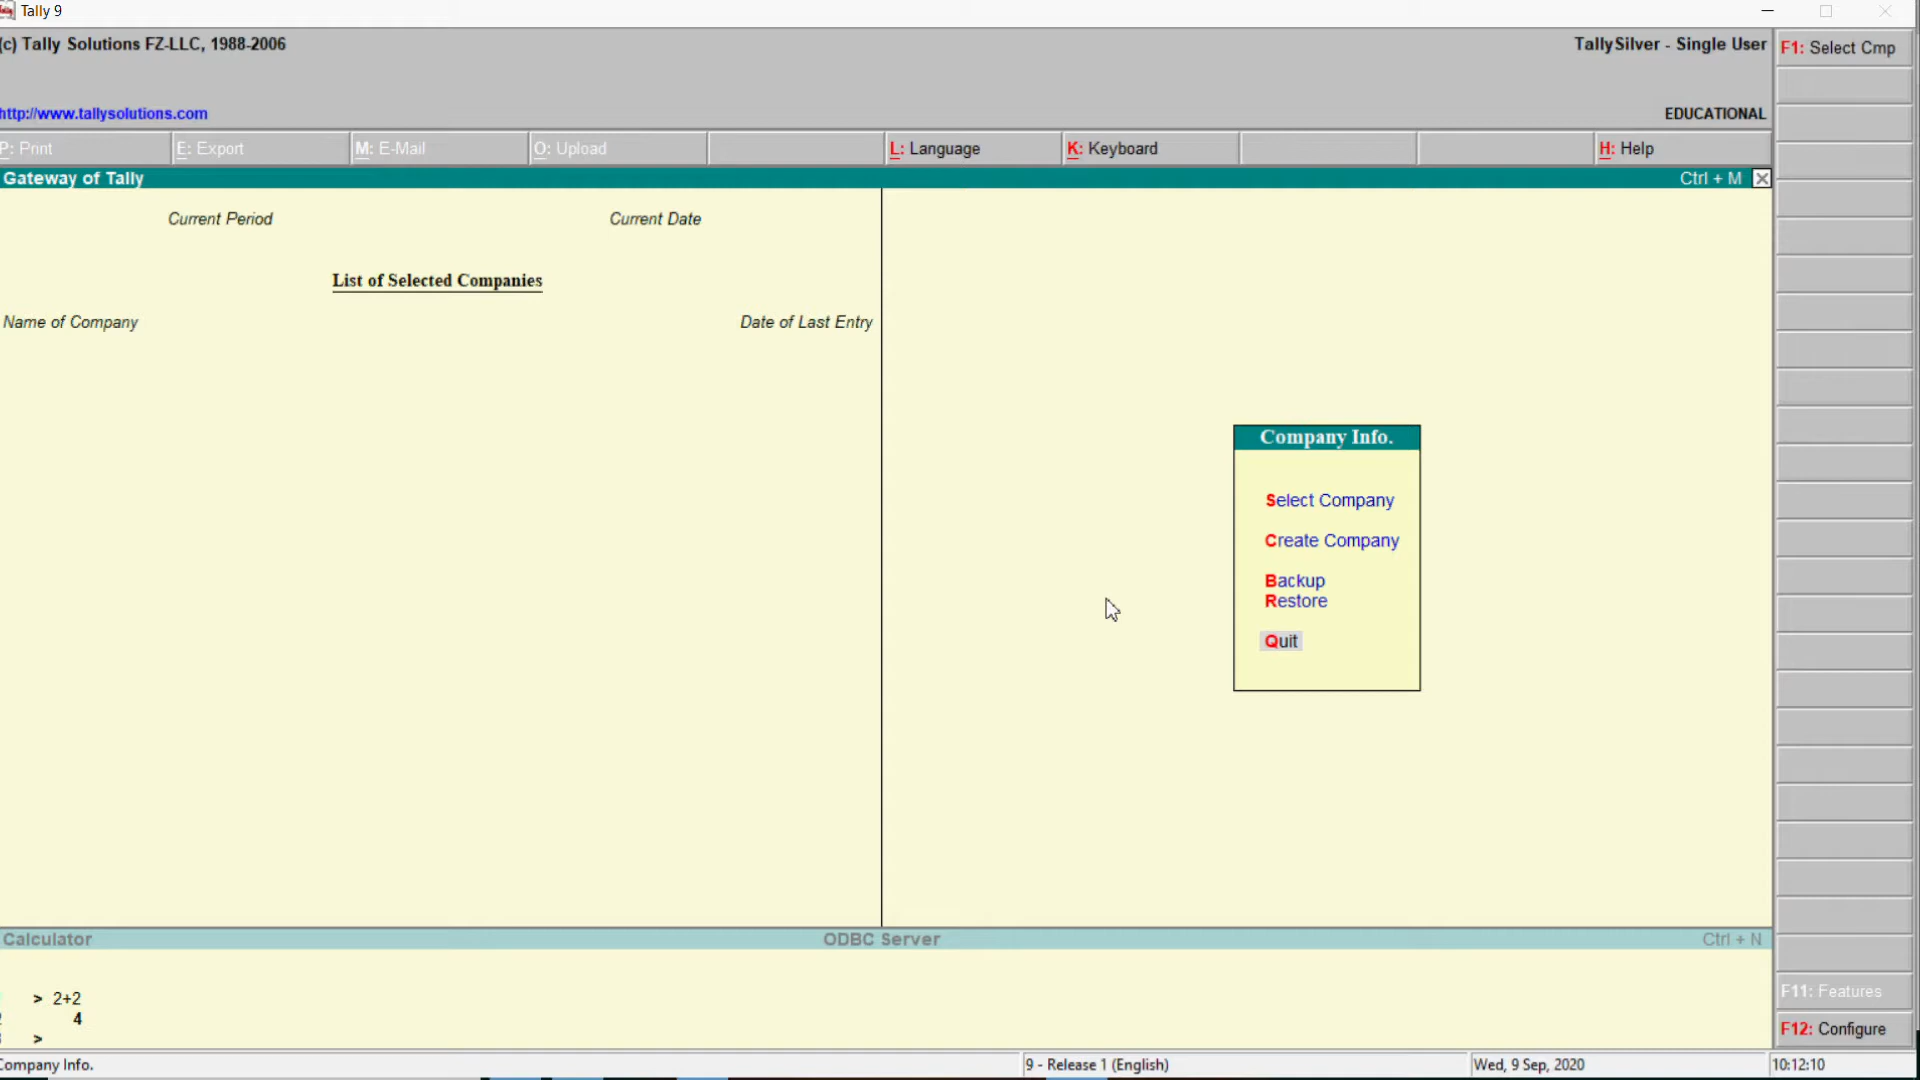 Tally 9
(c) Tally Solutions FZ-LLC, 1988-2006
TallySilver - Single User
F1: Select Cmp
http://www.tallysolutions.com
EDUCATIONAL
P: Print
E: Export
M: E-Mail
O: Upload
L: Language
K: Keyboard
H: Help
Gateway of Tally
Ctrl + M
Current Period
Current Date
List of Selected Companies
Name of Company
Date of Last Entry
Company Info.
Select Company
Create Company
Backup
Restore
Quit
Calculator
ODBC Server
Ctrl + N
> 2+2
4
>
F11: Features
F12: Configure
Company Info.
9 - Release 1 (English)
Wed, 9 Sep, 2020
10:12:10